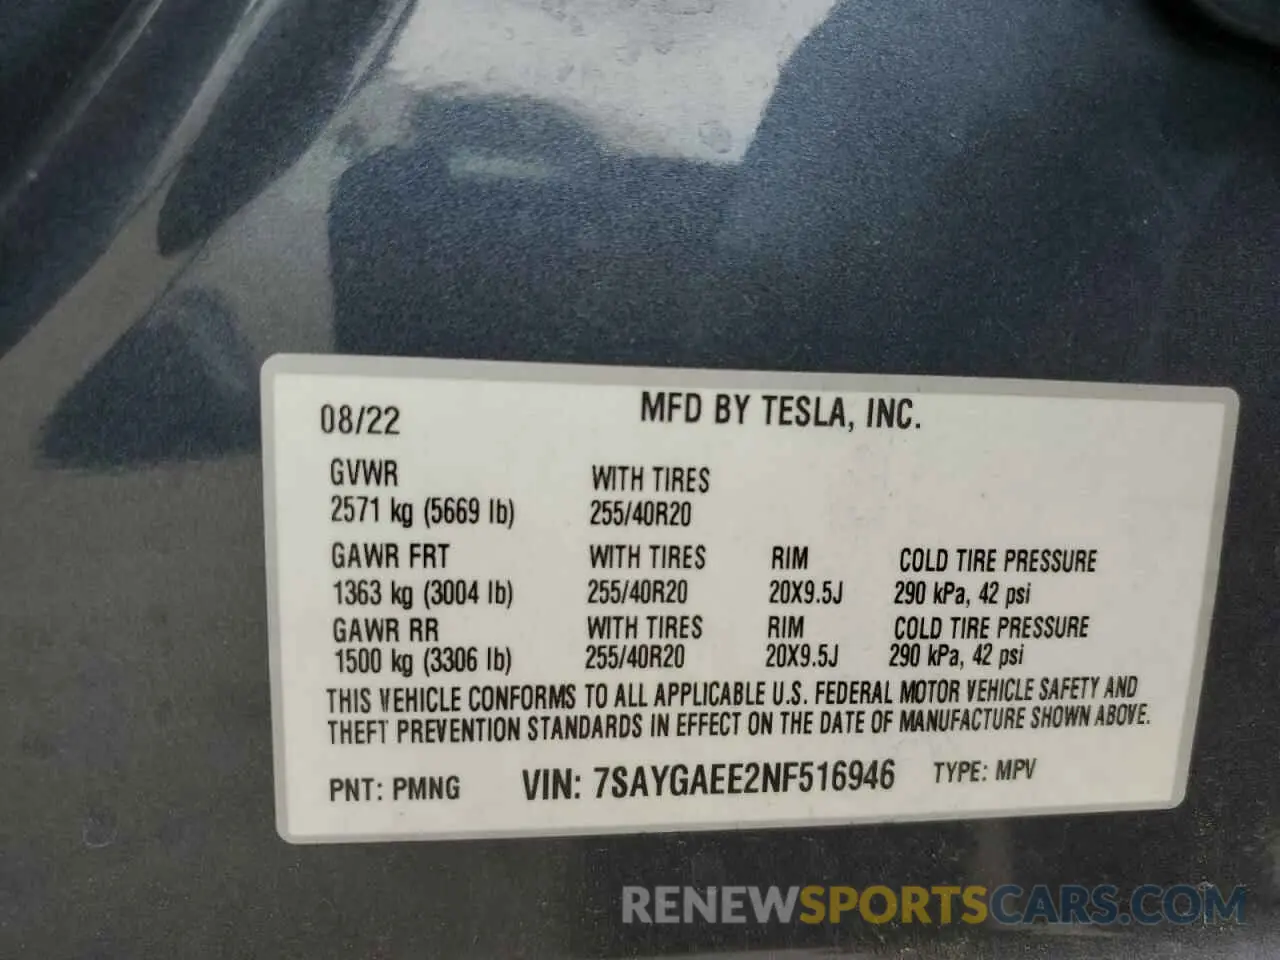 08/22 MFD BY TESLA, INC.
GVWR WITH TIRES
2571 kg (5669 lb) 255/40R20
GAWR FRT WITH TIRES RIM COLD TIRE PRESSURE
1363 kg (3004 lb) 255/40R20 20X9.5J 290 kPa, 42 psi
GAWR RR WITH TIRES RIM COLD TIRE PRESSURE
1500 kg (3306 lb) 255/40R20 20X9.5J 290 kPa, 42 psi
THIS VEHICLE CONFORMS TO ALL APPLICABLE U.S. FEDERAL MOTOR VEHICLE SAFETY AND
THEFT PREVENTION STANDARDS IN EFFECT ON THE DATE OF MANUFACTURE SHOWN ABOVE.
PNT: PMNG VIN: 7SAYGAEE2NF516946 TYPE: MPV
RENEWSPORTSCARS.COM